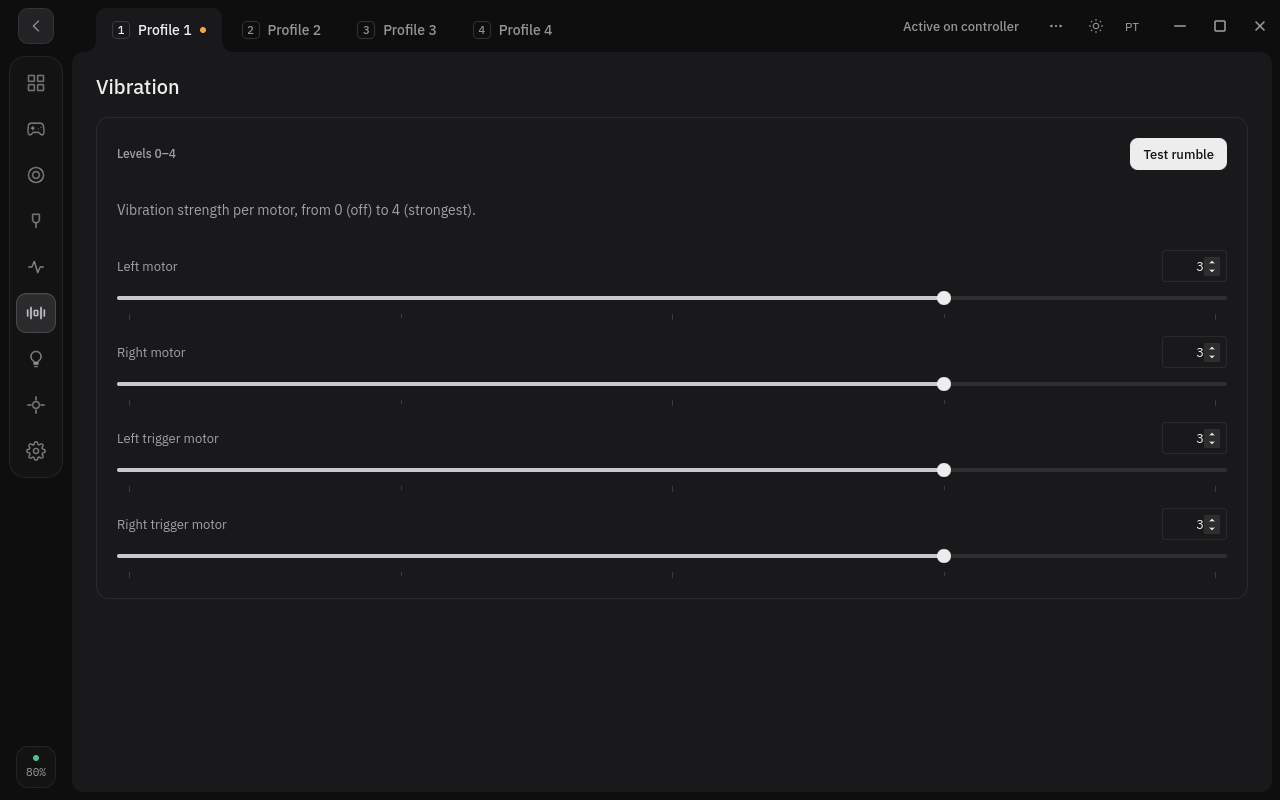 1 Profile 1
2 Profile 2
3 Profile 3
4 Profile 4
Active on controller
PT
Vibration
Levels 0–4
Test rumble
Vibration strength per motor, from 0 (off) to 4 (strongest).
Left motor
3
Right motor
3
Left trigger motor
3
Right trigger motor
3
80%